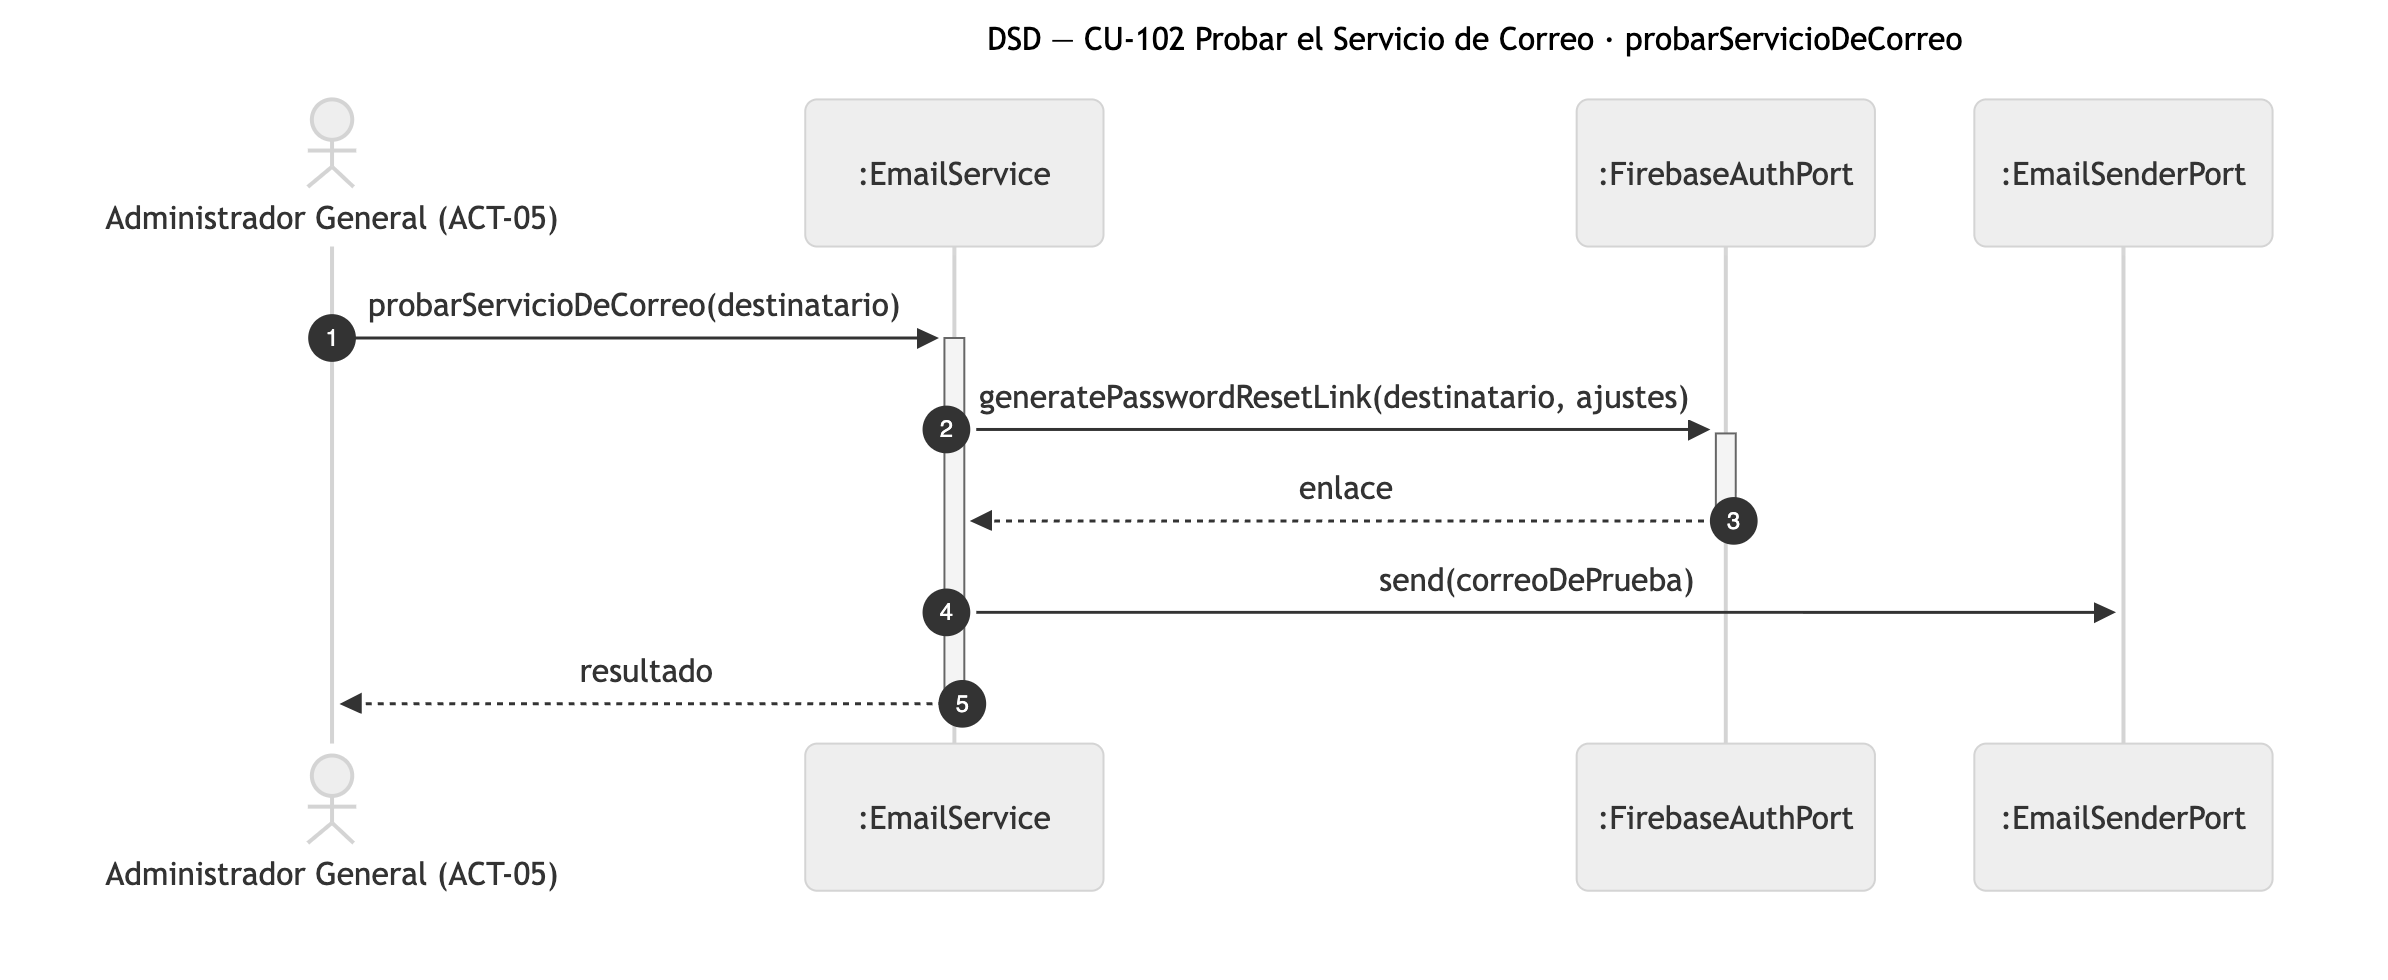 DSD — CU-102 Probar el Servicio de Correo · probarServicioDeCorreo
Administrador General (ACT-05)
:EmailService
:FirebaseAuthPort
:EmailSenderPort
probarServicioDeCorreo(destinatario)
1
generatePasswordResetLink(destinatario, ajustes)
2
enlace
3
send(correoDePrueba)
4
resultado
5
Administrador General (ACT-05)
:EmailService
:FirebaseAuthPort
:EmailSenderPort